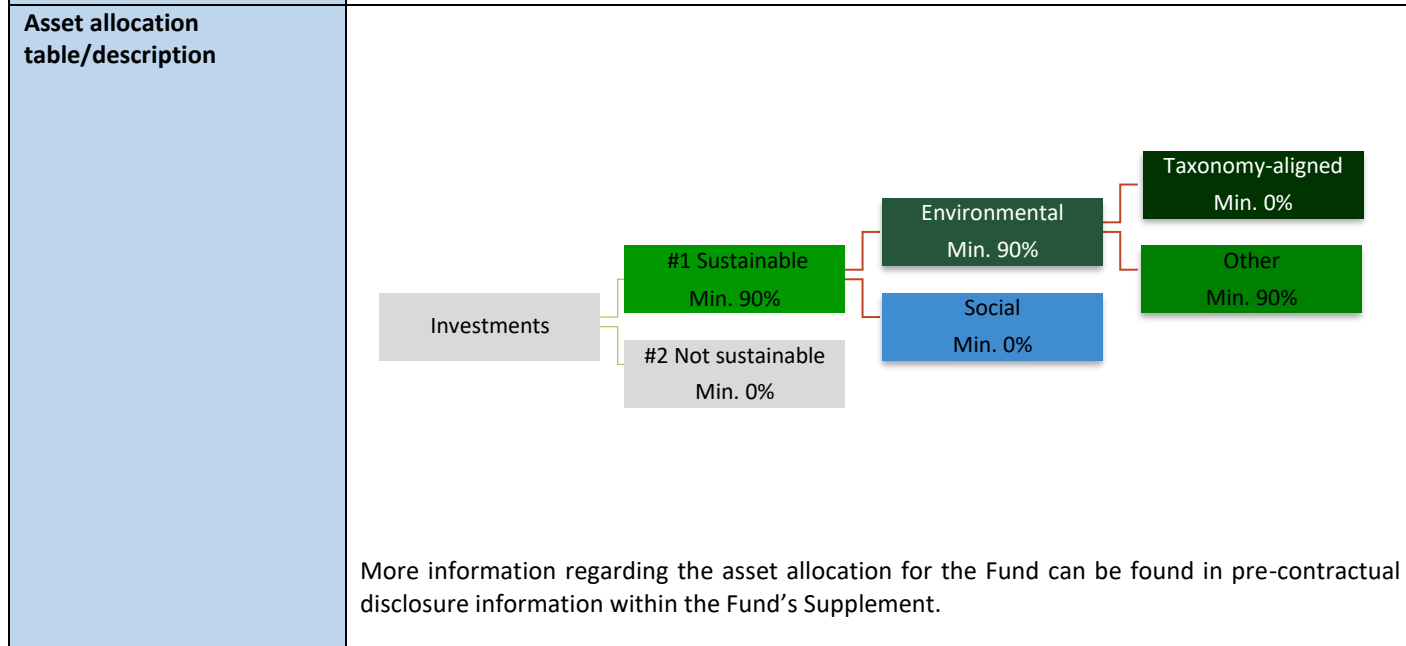 Asset allocation
table/description
Investments
#1 Sustainable
Min. 90%
#2 Not sustainable
Min. 0%
Environmental
Min. 90%
Social
Min. 0%
Taxonomy-aligned
Min. 0%
Other
Min. 90%
More information regarding the asset allocation for the Fund can be found in pre-contractual
disclosure information within the Fund’s Supplement.